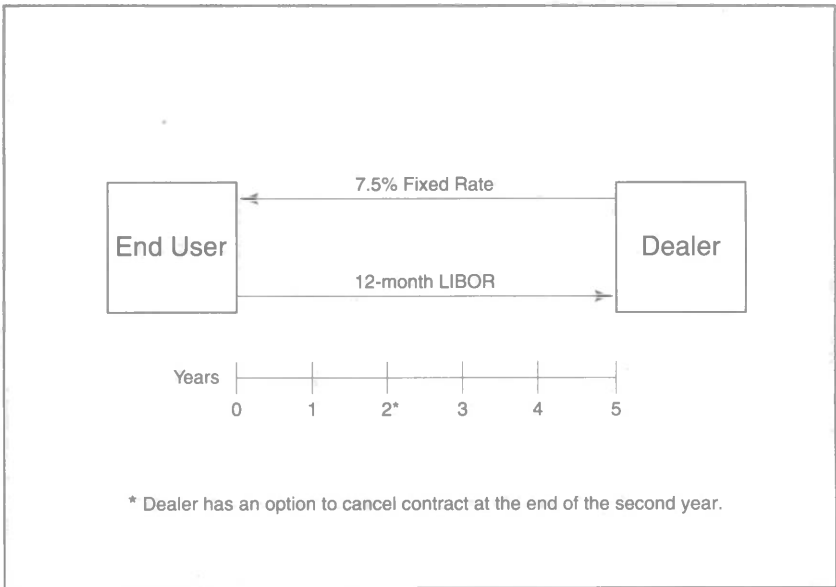 7.5% Fixed Rate
End User
Dealer
12-month LIBOR
Years
0 1 2* 3 4 5
* Dealer has an option to cancel contract at the end of the second year.